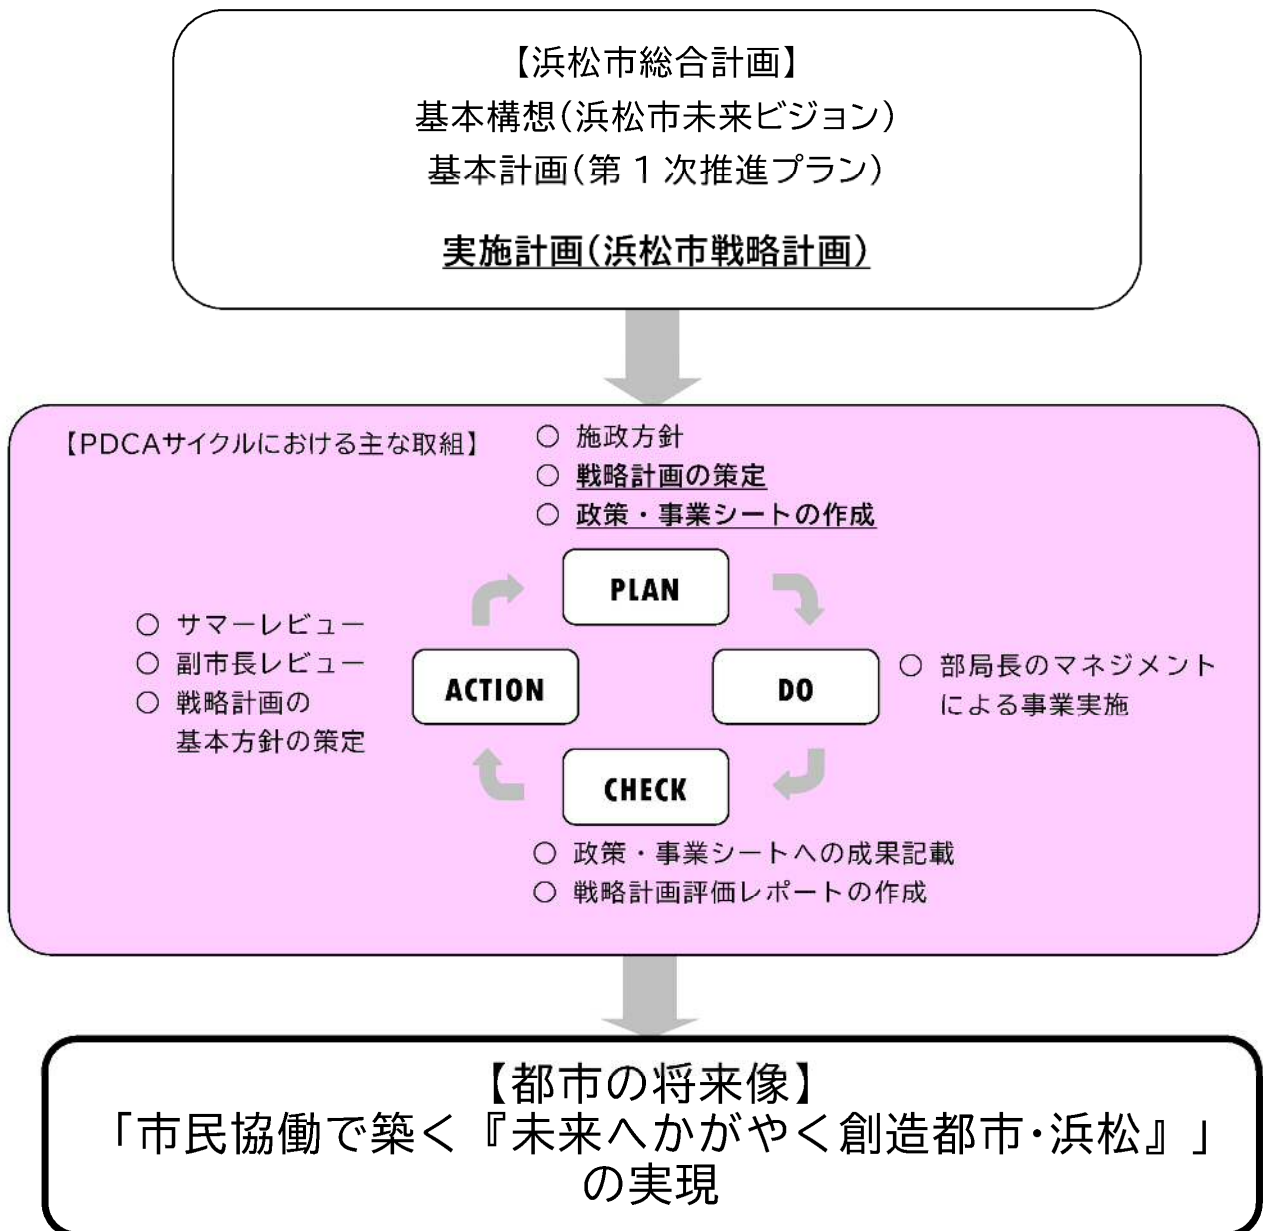 【浜松市総合計画】
基本構想(浜松市未来ビジョン)
基本計画(第1次推進プラン)
実施計画(浜松市戦略計画)
【PDCAサイクルにおける主な取組】
○ 施政方針
○ 戦略計画の策定
○ 政策・事業シートの作成
PLAN
○ サマーレビュー
○ 副市長レビュー
○ 戦略計画の
基本方針の策定
ACTION
DO
○ 部局長のマネジメント
による事業実施
CHECK
○ 政策・事業シートへの成果記載
○ 戦略計画評価レポートの作成
【都市の将来像】
「市民協働で築く『未来へかがやく創造都市・浜松』」
の実現